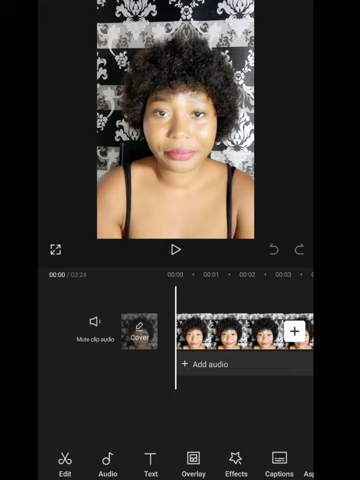 00:00 / 03:24
00:00 00:01 00:02 00:03
Mute clip audio
Cover
+ Add audio
Edit Audio Text Overlay Effects Captions